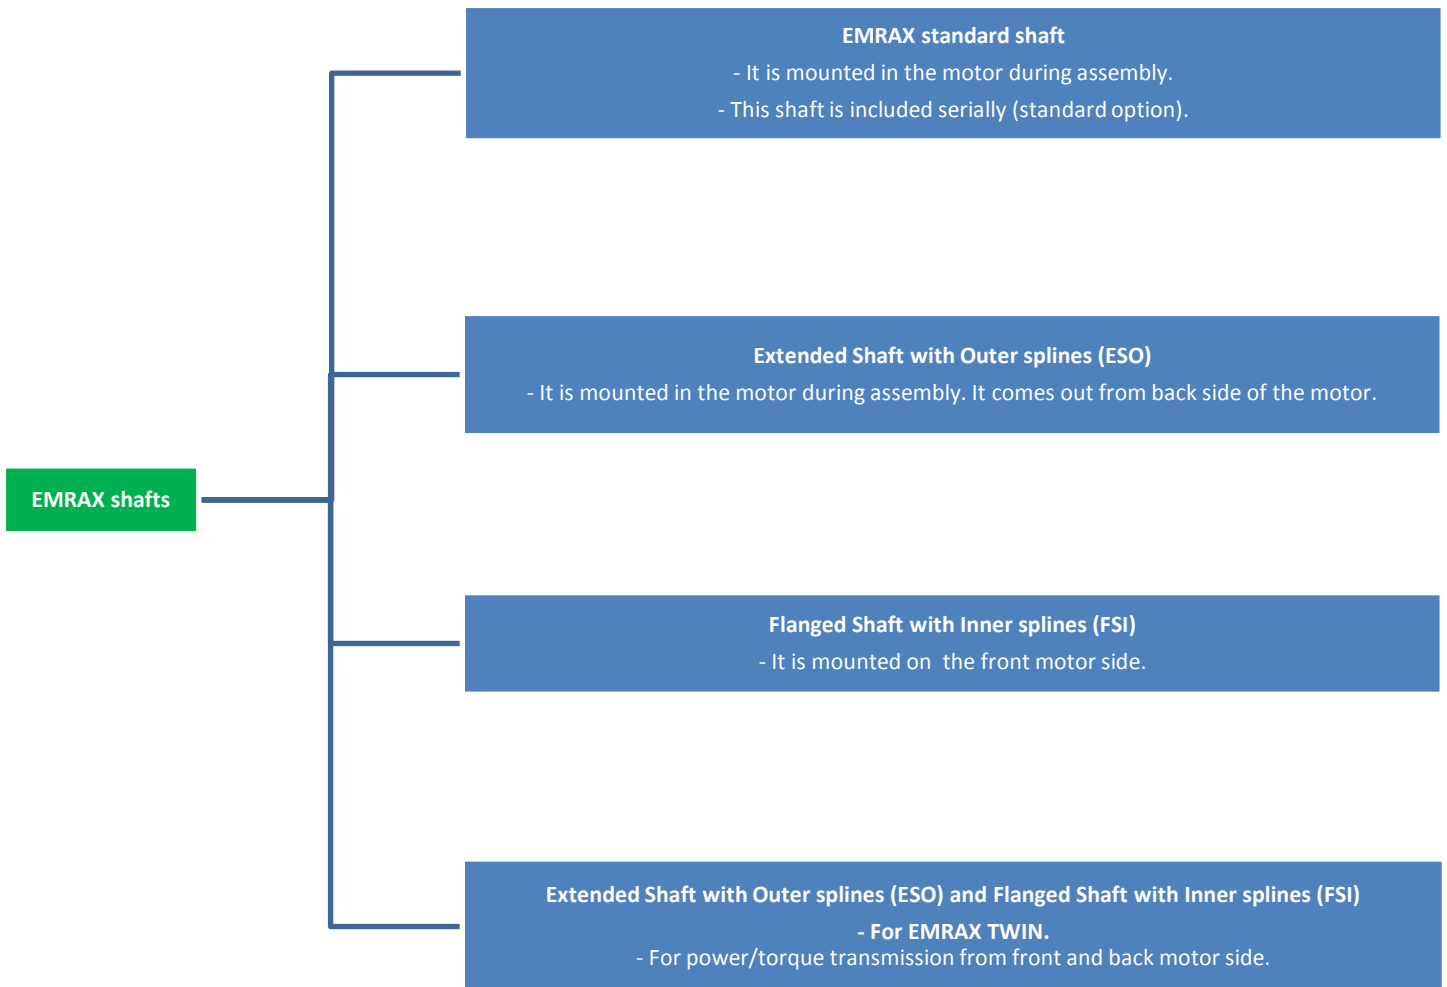 EMRAX standard shaft
- It is mounted in the motor during assembly.
- This shaft is included serially (standard option).
Extended Shaft with Outer splines (ESO)
- It is mounted in the motor during assembly. It comes out from back side of the motor.
EMRAX shafts
Flanged Shaft with Inner splines (FSI)
- It is mounted on  the front motor side.
Extended Shaft with Outer splines (ESO) and Flanged Shaft with Inner splines (FSI)
- For EMRAX TWIN.
- For power/torque transmission from front and back motor side.